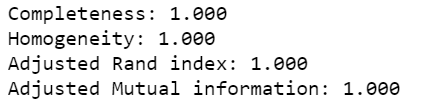 Completeness: 1.000
Homogeneity: 1.000
Adjusted Rand index: 1.000
Adjusted Mutual information: 1.000